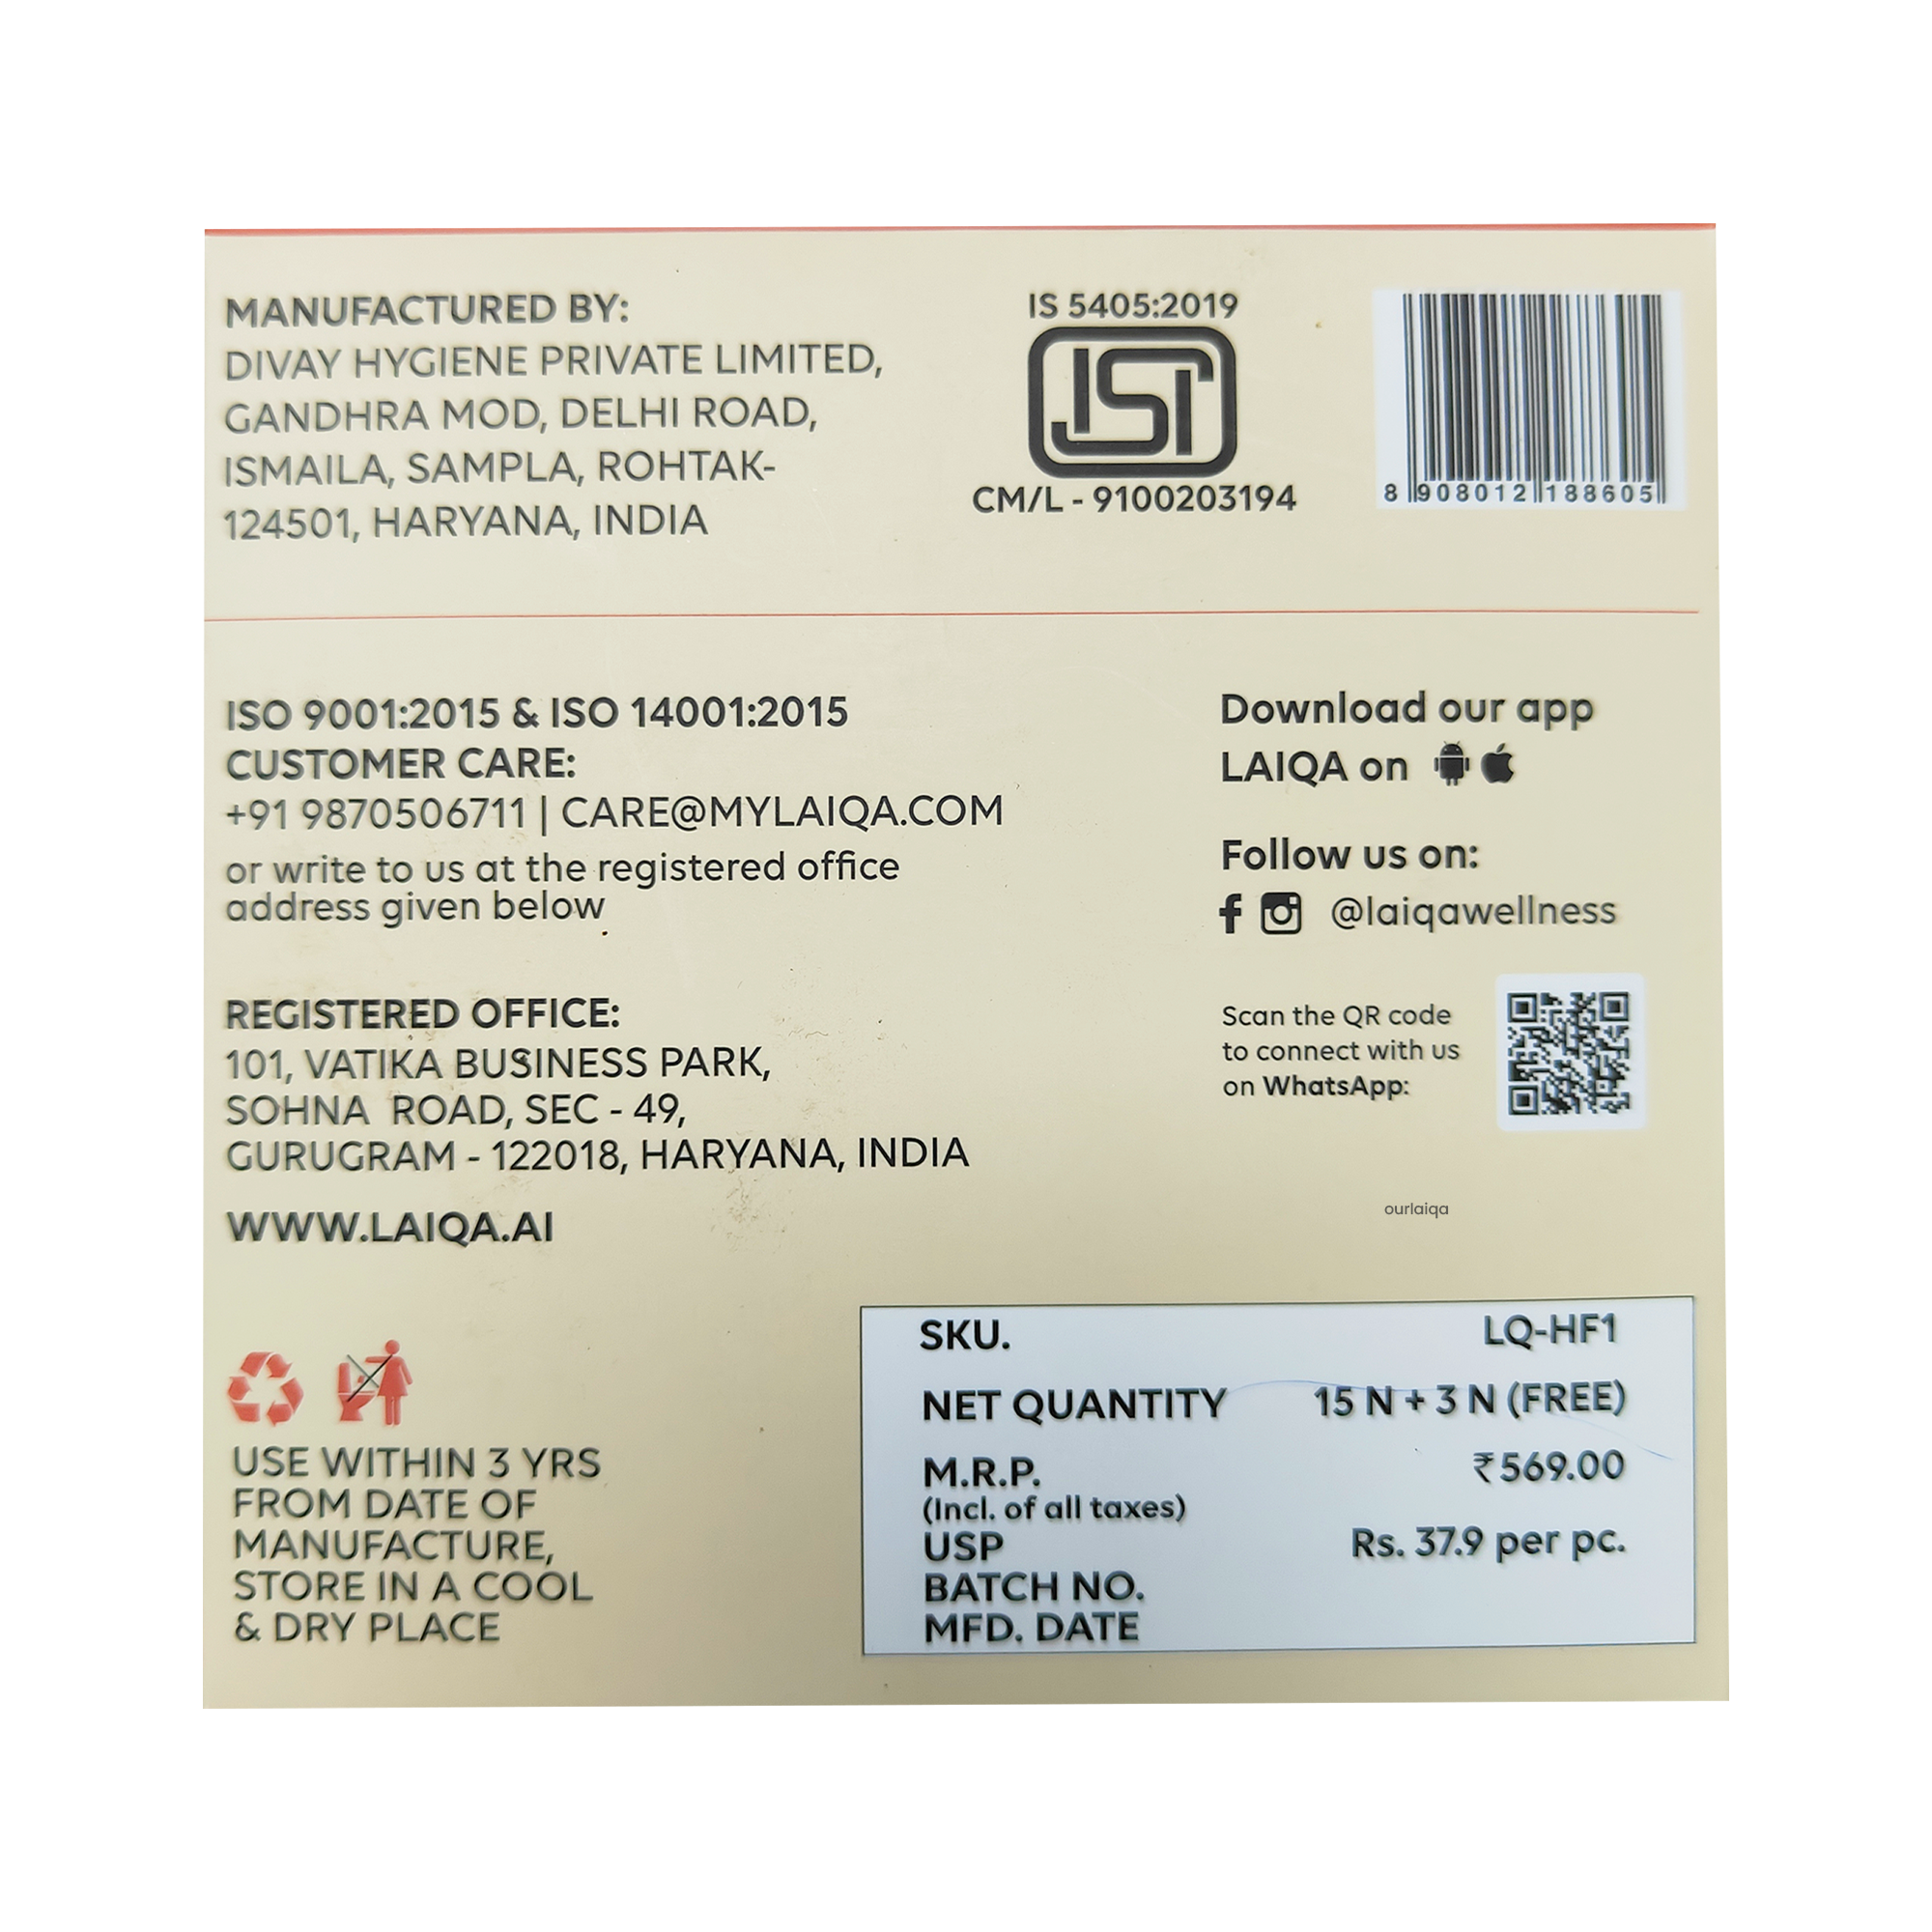 MANUFACTURED BY:
DIVAY HYGIENE PRIVATE LIMITED,
GANDHRA MOD, DELHI ROAD,
ISMAILA, SAMPLA, ROHTAK-
124501, HARYANA, INDIA
IS 5405:2019
ISI
CM/L - 9100203194
8 908012 188605
ISO 9001:2015 & ISO 14001:2015
CUSTOMER CARE:
+91 9870506711 | CARE@MYLAIQA.COM
or write to us at the registered office
address given below
REGISTERED OFFICE:
101, VATIKA BUSINESS PARK,
SOHNA ROAD, SEC - 49,
GURUGRAM - 122018, HARYANA, INDIA
WWW.LAIQA.AI
Download our app
LAIQA on
Follow us on:
@laiqawellness
Scan the QR code
to connect with us
on WhatsApp:
ourlaiqa
USE WITHIN 3 YRS
FROM DATE OF
MANUFACTURE,
STORE IN A COOL
& DRY PLACE
SKU. LQ-HF1
NET QUANTITY 15 N + 3 N (FREE)
M.R.P. ₹569.00
(Incl. of all taxes)
USP Rs. 37.9 per pc.
BATCH NO.
MFD. DATE